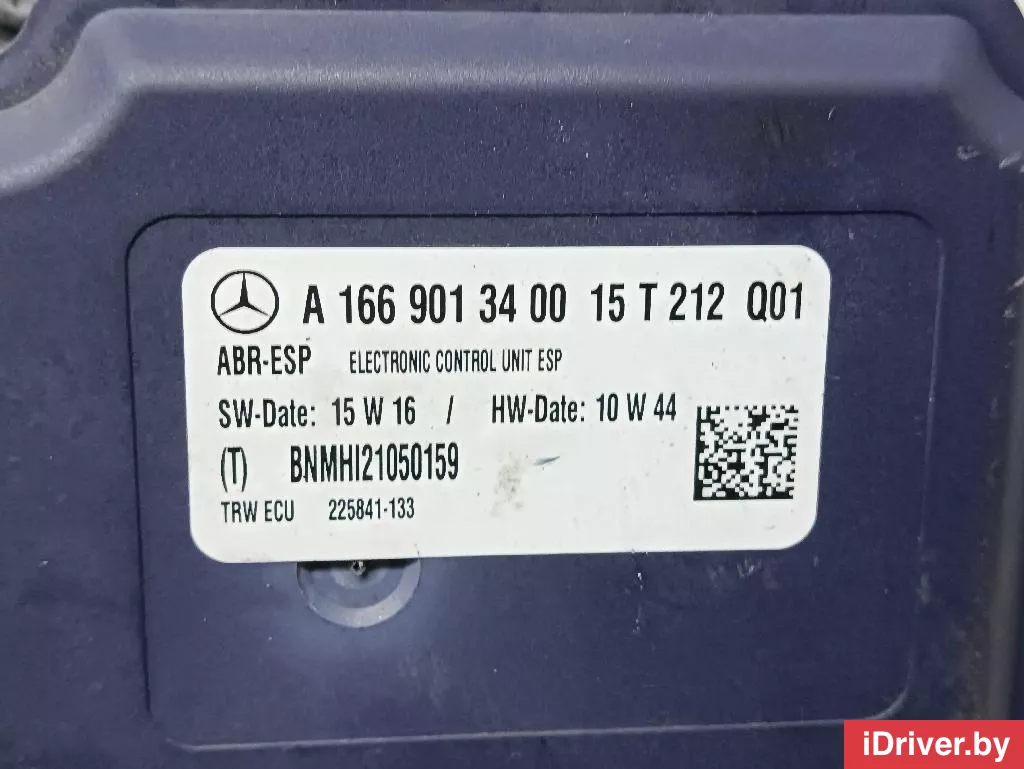 A 166 901 34 00 15 T 212 Q01
ABR-ESP ELECTRONIC CONTROL UNIT ESP
SW-Date: 15 W 16 / HW-Date: 10 W 44
(T) BNMHI21050159
TRW ECU 225841-133
iDriver.by